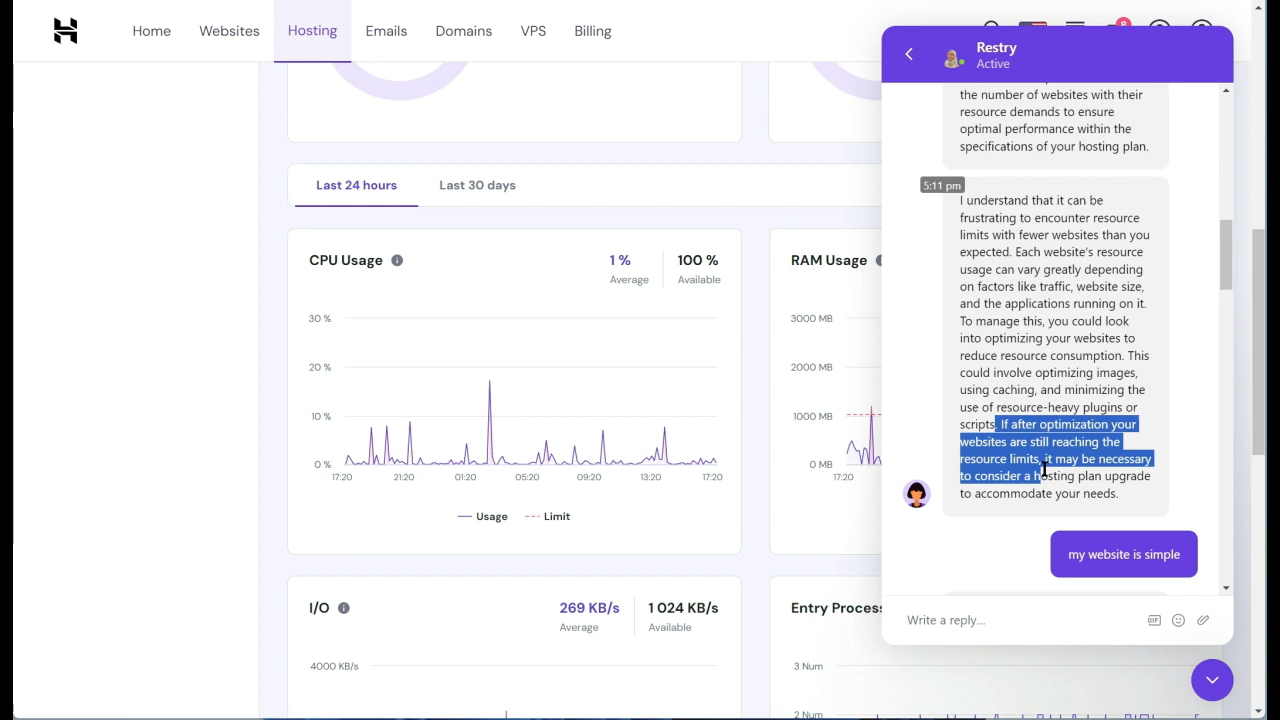 Home
Websites
Hosting
Emails
Domains
VPS
Billing
8
Last 24 hours
Last 30 days
CPU Usage
1 %
Average
100 %
Available
30 %
20 %
10 %
0 %
17:20
21:20
01:20
05:20
09:20
13:20
17:20
Usage
Limit
RAM Usage
3000 MB
2000 MB
1000 MB
0 MB
17:20
I/O
269 KB/s
Average
1 024 KB/s
Available
4000 KB/s
Entry Process
3 Num
2 Num
Restry
Active
the number of websites with their
resource demands to ensure
optimal performance within the
specifications of your hosting plan.
5:11 pm
I understand that it can be
frustrating to encounter resource
limits with fewer websites than you
expected. Each website's resource
usage can vary greatly depending
on factors like traffic, website size,
and the applications running on it.
To manage this, you could look
into optimizing your websites to
reduce resource consumption. This
could involve optimizing images,
using caching, and minimizing the
use of resource-heavy plugins or
scripts. If after optimization your
websites are still reaching the
resource limits, it may be necessary
to consider a hosting plan upgrade
to accommodate your needs.
my website is simple
Write a reply...
GIF